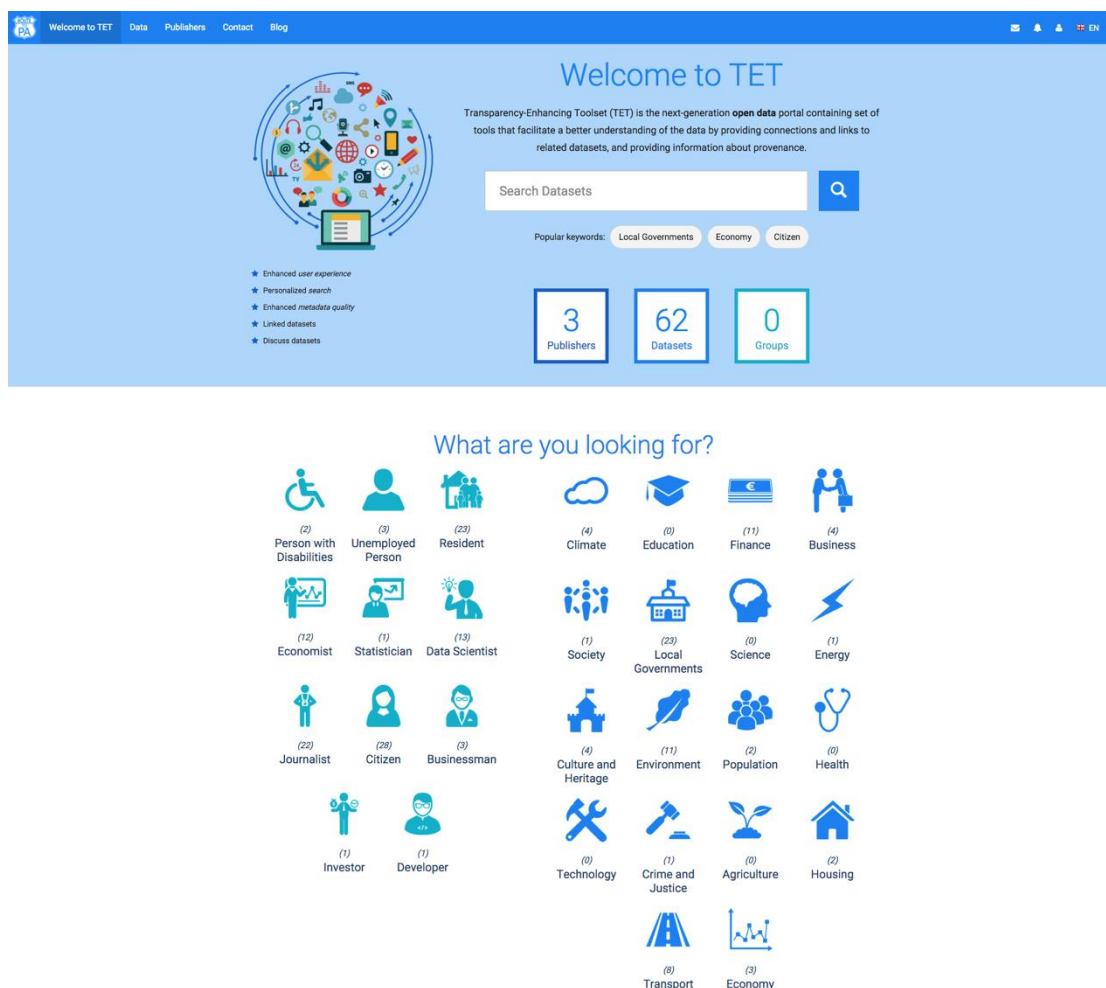 PA
Welcome to TET Data Publishers Contact Blog EN
Welcome to TET
Transparency-Enhancing Toolset (TET) is the next-generation open data portal containing set of
tools that facilitate a better understanding of the data by providing connections and links to
related datasets, and providing information about provenance.
Search Datasets
Popular keywords: Local Governments Economy Citizen
Enhanced user experience
Personalized search
Enhanced metadata quality
Linked datasets
Discuss datasets
3
Publishers
62
Datasets
0
Groups
What are you looking for?
(2)
Person with
Disabilities
(3)
Unemployed
Person
(23)
Resident
(12)
Economist
(1)
Statistician
(13)
Data Scientist
(22)
Journalist
(28)
Citizen
(3)
Businessman
(1)
Investor
(1)
Developer
(4)
Climate
(0)
Education
(11)
Finance
(4)
Business
(1)
Society
(23)
Local
Governments
(0)
Science
(1)
Energy
(4)
Culture and
Heritage
(11)
Environment
(2)
Population
(0)
Health
(0)
Technology
(1)
Crime and
Justice
(0)
Agriculture
(2)
Housing
(8)
Transport
(3)
Economy